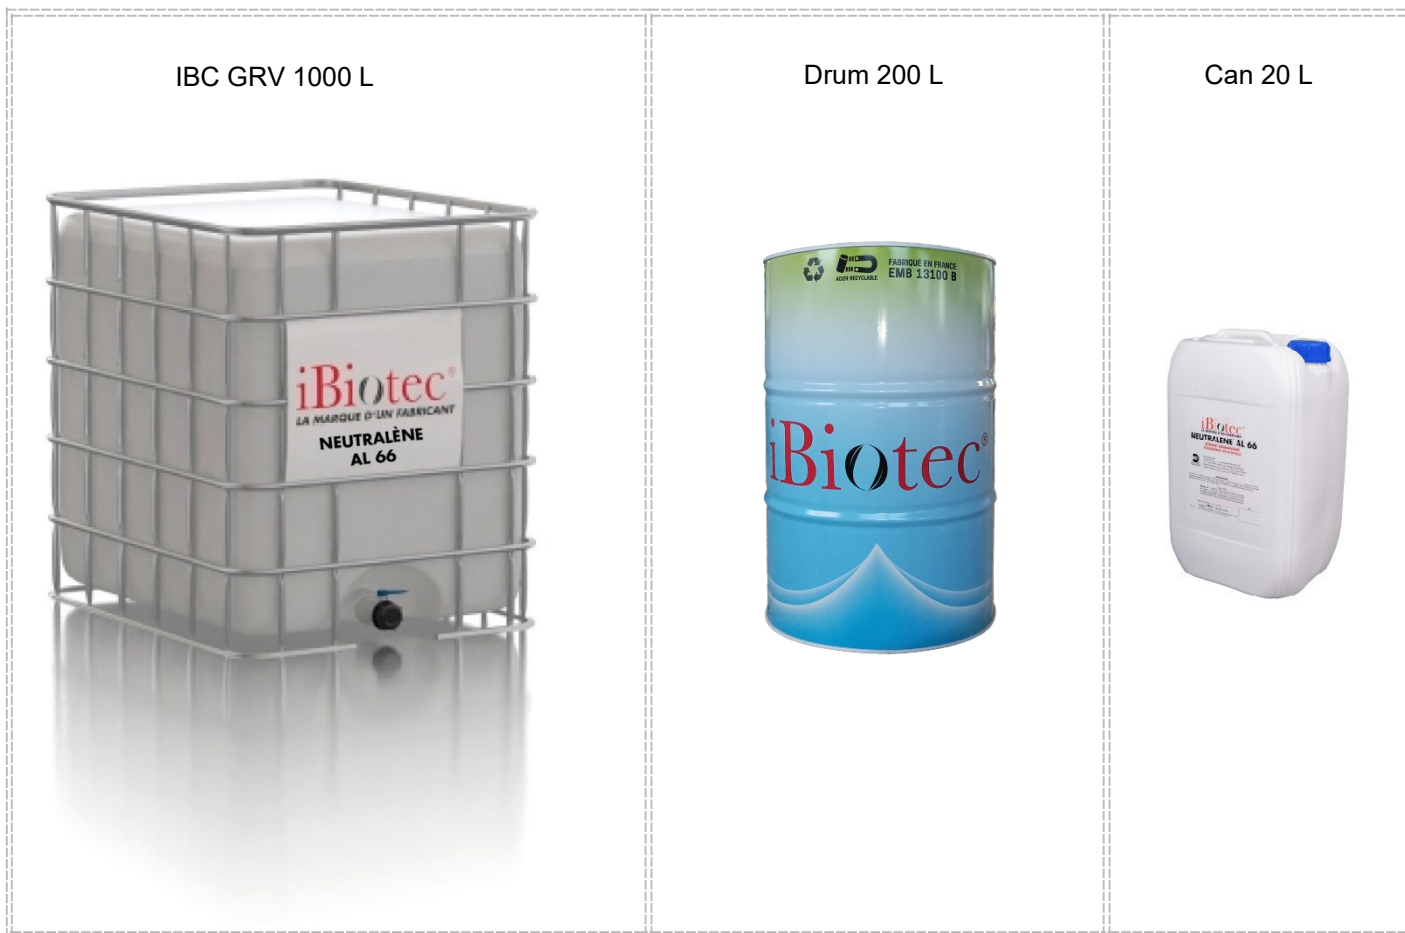 IBC GRV 1000 L
iBiotec®
LA MARQUE D'UN FABRICANT
NEUTRALÈNE
AL 66
Drum 200 L
ACIER RECYCLABLE
FABRIQUÉ EN FRANCE
EMB 13100 B
iBiotec®
Can 20 L
iBiotec®
NEUTRALENE AL 66